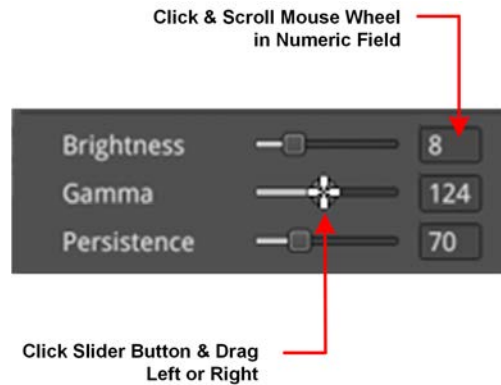 Click & Scroll Mouse Wheel
in Numeric Field
Brightness 8
Gamma 124
Persistence 70
Click Slider Button & Drag
Left or Right